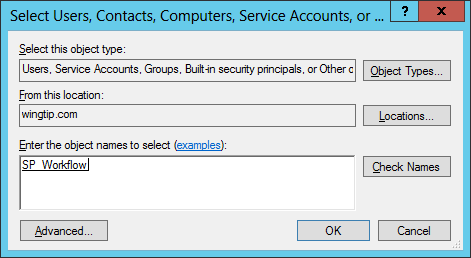 Select Users, Contacts, Computers, Service Accounts, or ...
?
Select this object type:
Users, Service Accounts, Groups, Built-in security principals, or Other o
Object Types...
From this location:
wingtip.com
Locations...
Enter the object names to select (examples):
SP_Workflow
Check Names
Advanced...
OK
Cancel